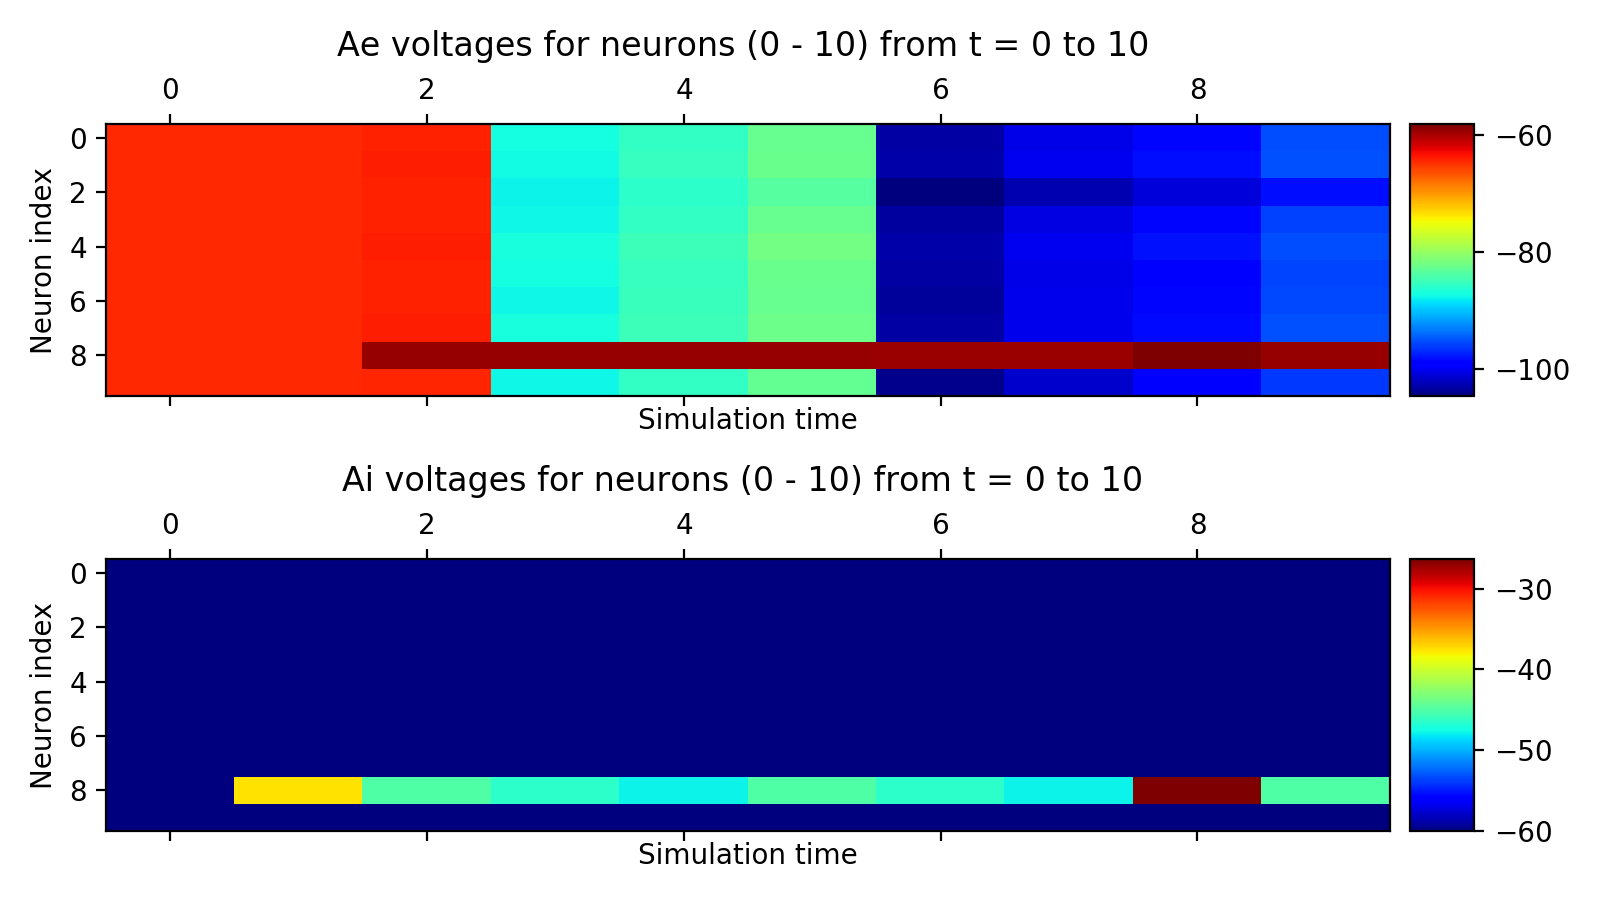 Ae voltages for neurons (0 - 10) from t = 0 to 10
0 2 4 6 8
Neuron index
0
2
4
6
8
−60
−80
−100
Simulation time
Ai voltages for neurons (0 - 10) from t = 0 to 10
0 2 4 6 8
Neuron index
0
2
4
6
8
−30
−40
−50
−60
Simulation time